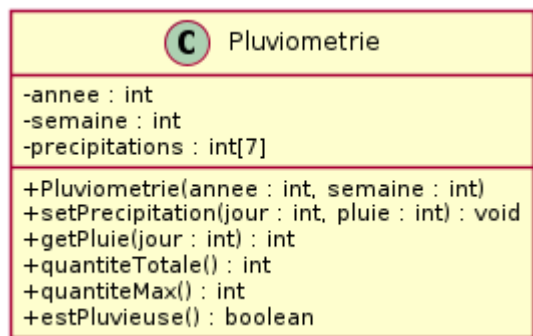 C Pluviometrie
-annee : int
-semaine : int
-precipitations : int[7]
+Pluviometrie(annee : int, semaine : int)
+setPrecipitation(jour : int, pluie : int) : void
+getPluie(jour : int) : int
+quantiteTotale() : int
+quantiteMax() : int
+estPluvieuse() : boolean